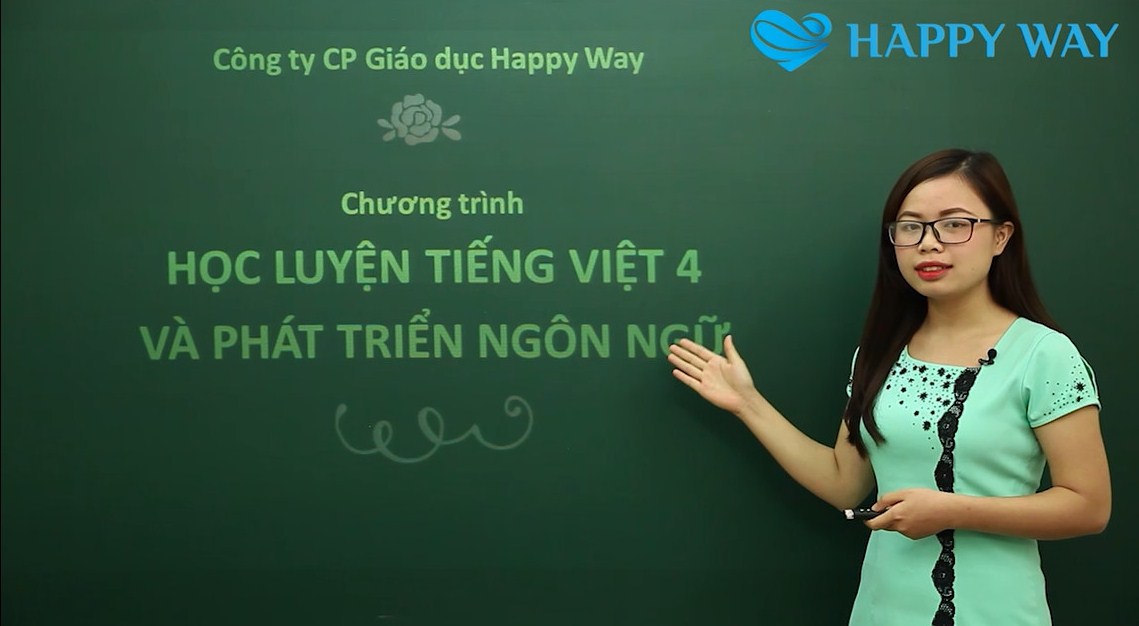 Công ty CP Giáo dục Happy Way
HAPPY WAY
Chương trình
HỌC LUYỆN TIẾNG VIỆT 4
VÀ PHÁT TRIỂN NGÔN NGỮ